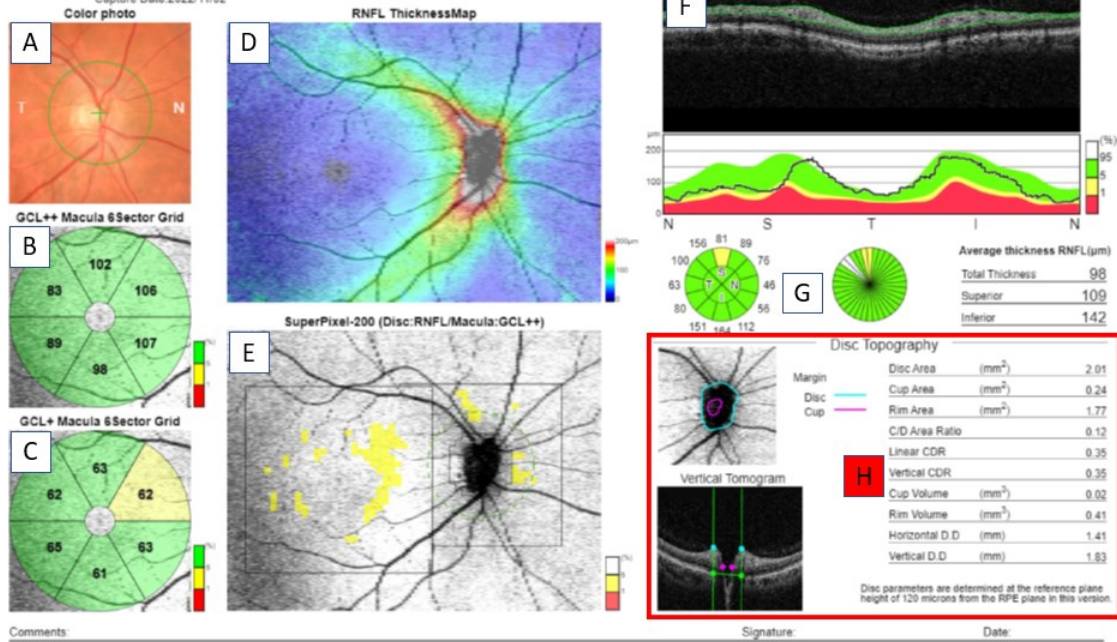 Capture Date:2022/11/02
Color photo
A
T
N
GCL++ Macula 6Sector Grid
B
102
83
106
89
107
98
(%)
5
1
GCL+ Macula 6Sector Grid
C
63
62
62
65
63
61
(%)
5
1
RNFL ThicknessMap
D
200μm
100
0
SuperPixel-200 (Disc:RNFL/Macula:GCL++)
E
(%)
5
1
F
μm
200
100
0
N
S
T
I
N
(%)
95
5
1
81
156
89
100
76
S
63
T
N
46
I
80
56
151
164
112
G
Average thickness RNFL(μm)
Total Thickness 98
Superior 109
Inferior 142
Disc Topography
Margin
Disc
Cup
Disc Area (mm²) 2.01
Cup Area (mm²) 0.24
Rim Area (mm²) 1.77
C/D Area Ratio 0.12
Linear CDR 0.35
Vertical CDR 0.35
Cup Volume (mm³) 0.02
Rim Volume (mm³) 0.41
Horizontal D.D (mm) 1.41
Vertical D.D (mm) 1.83
H
Vertical Tomogram
Disc parameters are determined at the reference plane
height of 120 microns from the RPE plane in this version.
Comments:
Signature:
Date: